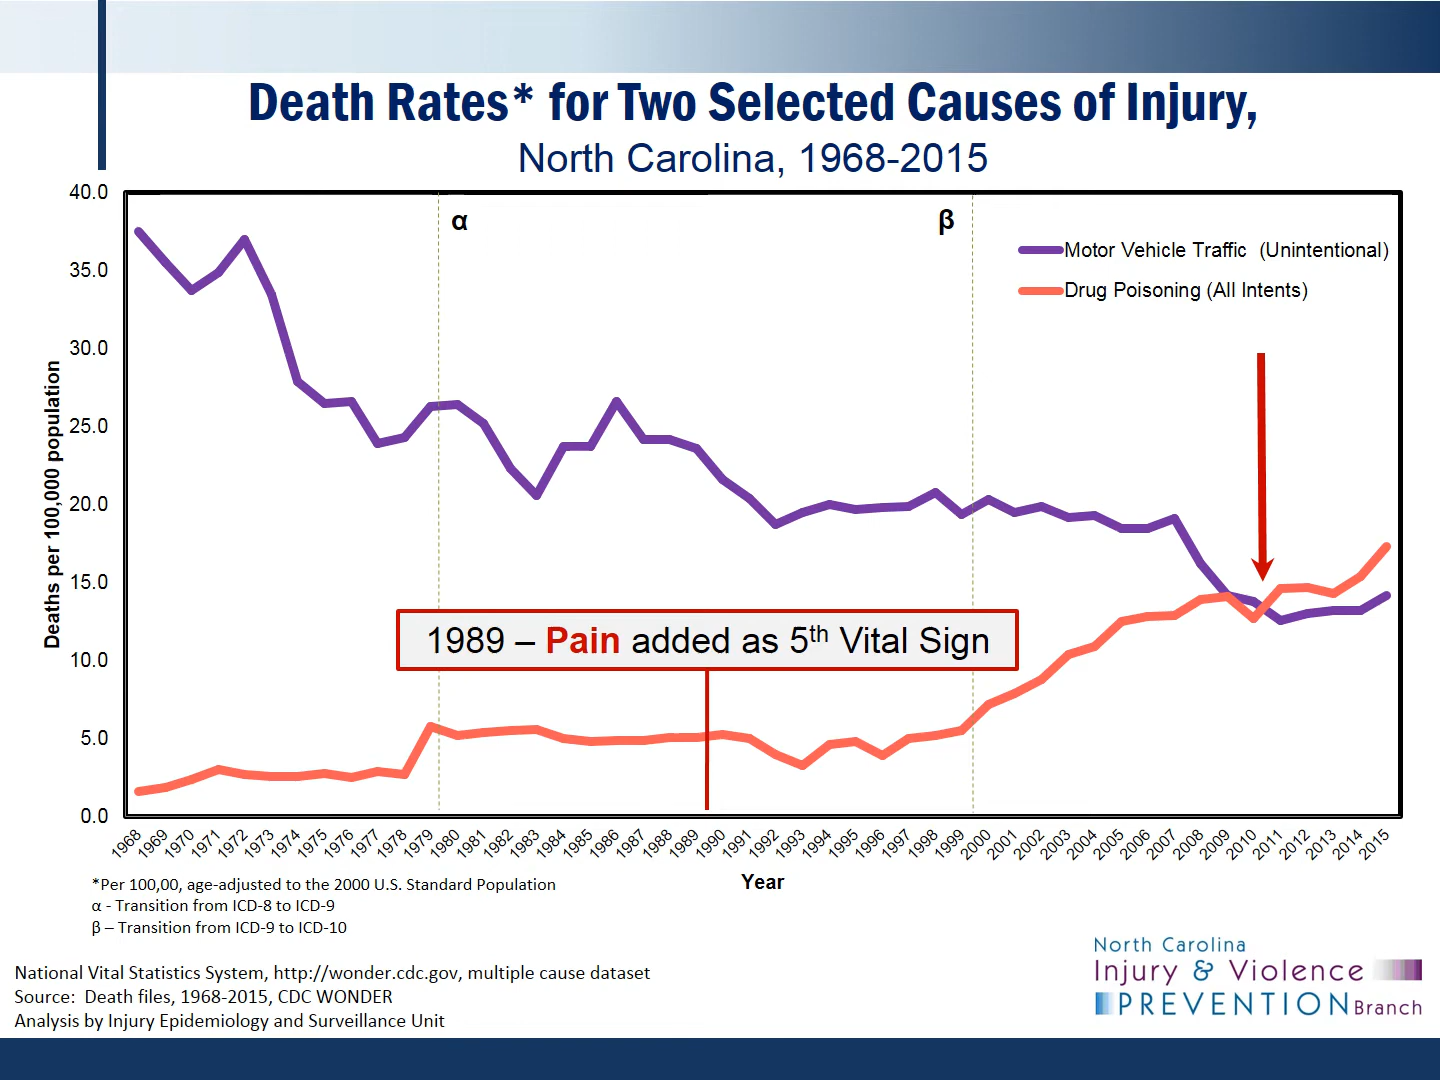 Death Rates* for Two Selected Causes of Injury,
North Carolina, 1968-2015
40.0
35.0
30.0
25.0
20.0
15.0
10.0
5.0
0.0
Deaths per 100,000 population
α
β
Motor Vehicle Traffic (Unintentional)
Drug Poisoning (All Intents)
1989 – Pain added as 5th Vital Sign
1968 1969 1970 1971 1972 1973 1974 1975 1976 1977 1978 1979 1980 1981 1982 1983 1984 1985 1986 1987 1988 1989 1990 1991 1992 1993 1994 1995 1996 1997 1998 1999 2000 2001 2002 2003 2004 2005 2006 2007 2008 2009 2010 2011 2012 2013 2014 2015
Year
*Per 100,00, age-adjusted to the 2000 U.S. Standard Population
α - Transition from ICD-8 to ICD-9
β – Transition from ICD-9 to ICD-10
National Vital Statistics System, http://wonder.cdc.gov, multiple cause dataset
Source:  Death files, 1968-2015, CDC WONDER
Analysis by Injury Epidemiology and Surveillance Unit
North Carolina
Injury & Violence
PREVENTION Branch